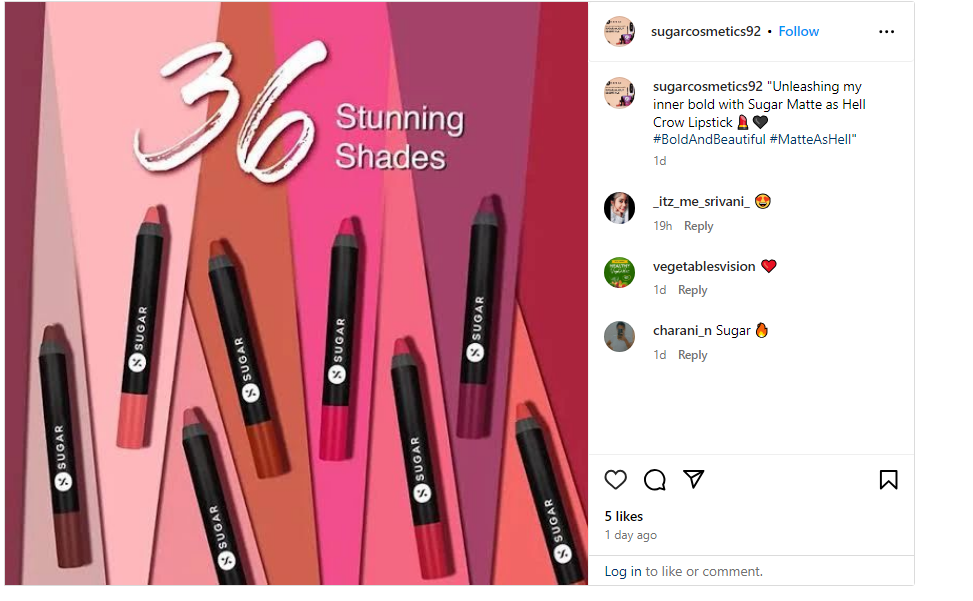 36
Stunning
Shades
SUGAR
SUGAR
SUGAR
SUGAR
SUGAR
SUGAR
SUGAR
SUGAR
sugarcosmetics92 • Follow
sugarcosmetics92 "Unleashing my
inner bold with Sugar Matte as Hell
Crow Lipstick 💄🖤
#BoldAndBeautiful #MatteAsHell"
1d
_itz_me_srivani_ 😍
19h Reply
vegetablesvision ❤️
1d Reply
charani_n Sugar 🔥
1d Reply
5 likes
1 day ago
Log in to like or comment.